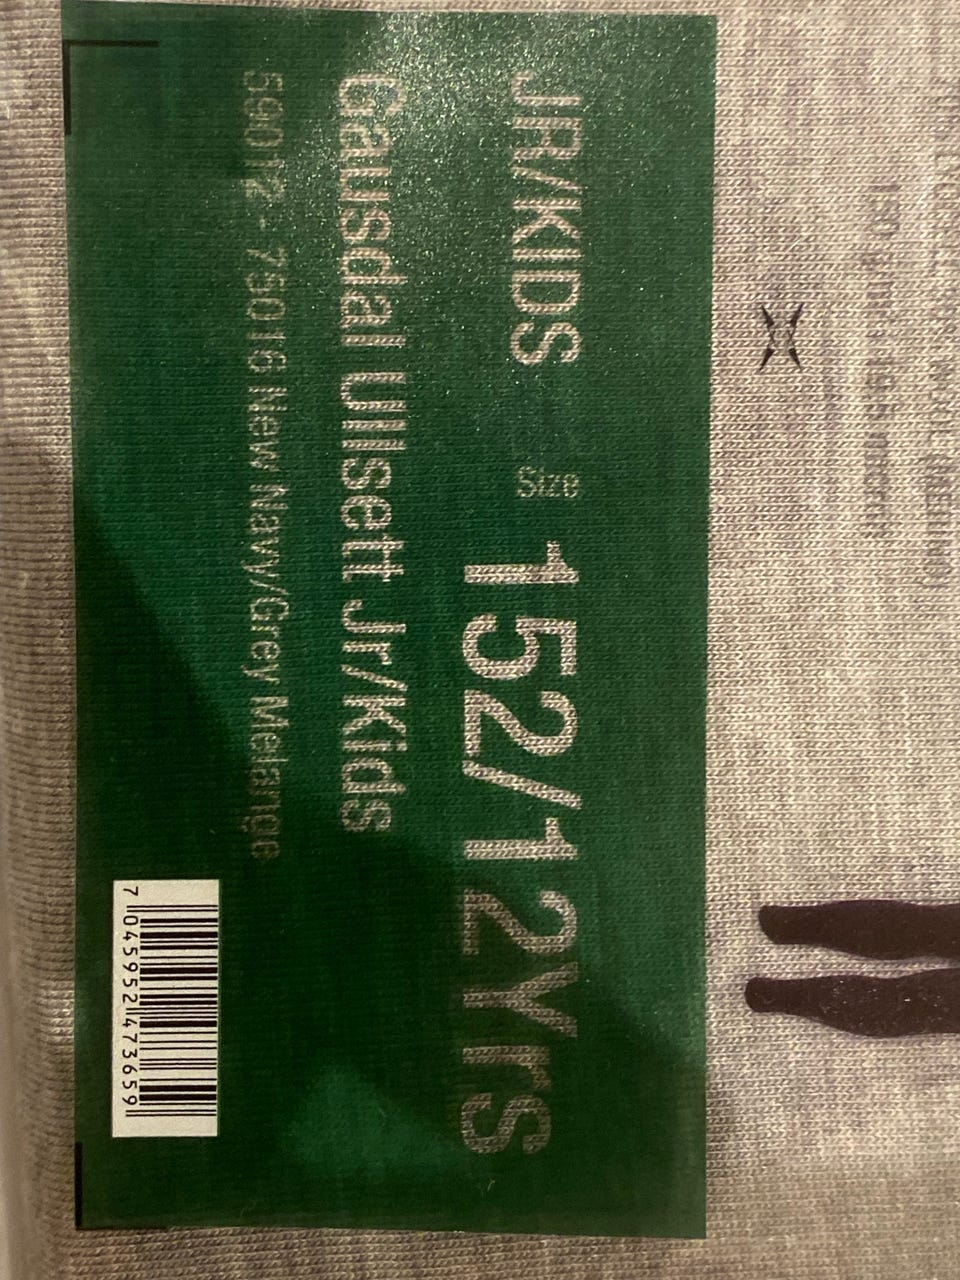 JR/KIDS Size 152/12Yrs
Gausdal Ullsett Jr/Kids
59012 - 75016 New Navy/Grey Melange
7 045952 473659